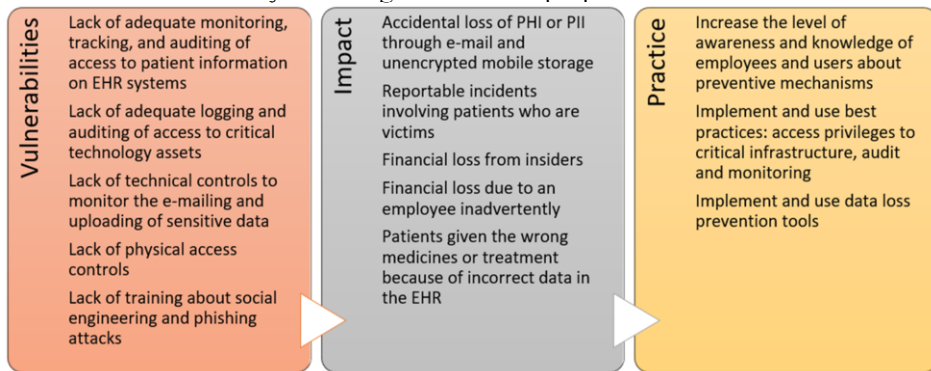 Vulnerabilities
Lack of adequate monitoring,
tracking, and auditing of
access to patient information
on EHR systems
Lack of adequate logging and
auditing of access to critical
technology assets
Lack of technical controls to
monitor the e-mailing and
uploading of sensitive data
Lack of physical access
controls
Lack of training about social
engineering and phishing
attacks
Impact
Accidental loss of PHI or PII
through e-mail and
unencrypted mobile storage
Reportable incidents
involving patients who are
victims
Financial loss from insiders
Financial loss due to an
employee inadvertently
Patients given the wrong
medicines or treatment
because of incorrect data in
the EHR
Practice
Increase the level of
awareness and knowledge of
employees and users about
preventive mechanisms
Implement and use best
practices: access privileges to
critical infrastructure, audit
and monitoring
Implement and use data loss
prevention tools